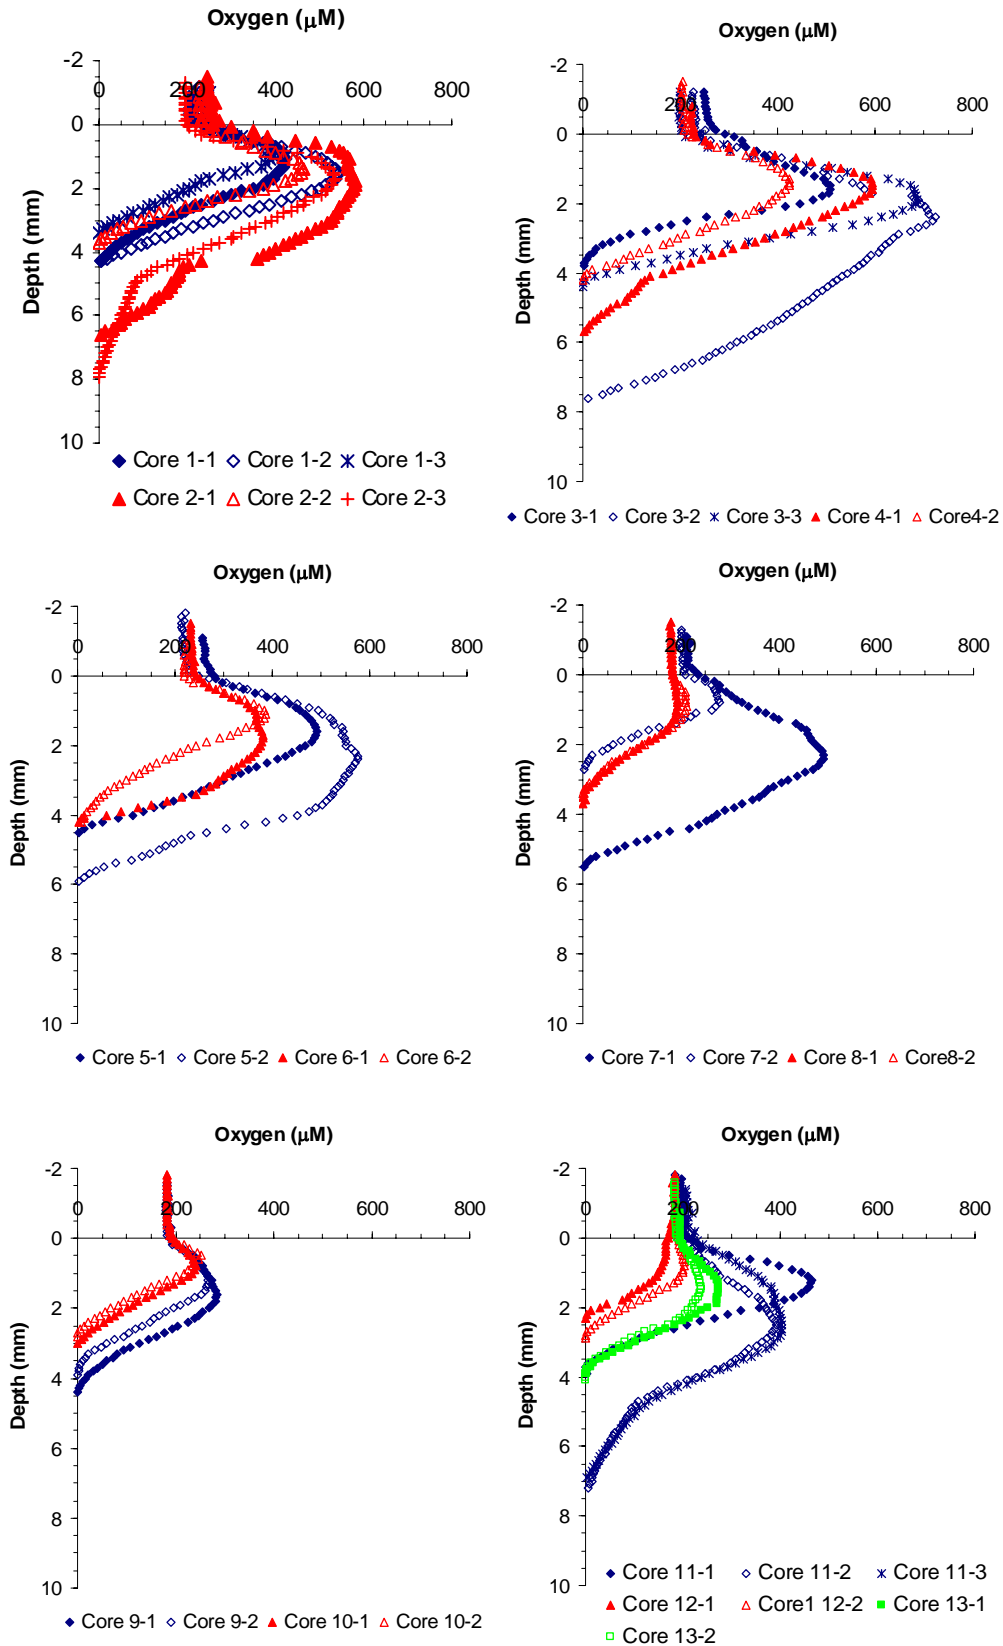 Oxygen (µM)
-2
0 200 400 600 800
0
2
4
6
8
10
Depth (mm)
Core 1-1 Core 1-2 Core 1-3
Core 2-1 Core 2-2 Core 2-3
Oxygen (µM)
-2
0 200 400 600 800
0
2
4
6
8
10
Depth (mm)
Core 3-1 Core 3-2 Core 3-3 Core 4-1 Core4-2
Oxygen (µM)
-2
0 200 400 600 800
0
2
4
6
8
10
Depth (mm)
Core 5-1 Core 5-2 Core 6-1 Core 6-2
Oxygen (µM)
-2
0 200 400 600 800
0
2
4
6
8
10
Depth (mm)
Core 7-1 Core 7-2 Core 8-1 Core8-2
Oxygen (µM)
-2
0 200 400 600 800
0
2
4
6
8
10
Depth (mm)
Core 9-1 Core 9-2 Core 10-1 Core 10-2
Oxygen (µM)
-2
0 200 400 600 800
0
2
4
6
8
10
Depth (mm)
Core 11-1 Core 11-2 Core 11-3
Core 12-1 Core1 12-2 Core 13-1
Core 13-2